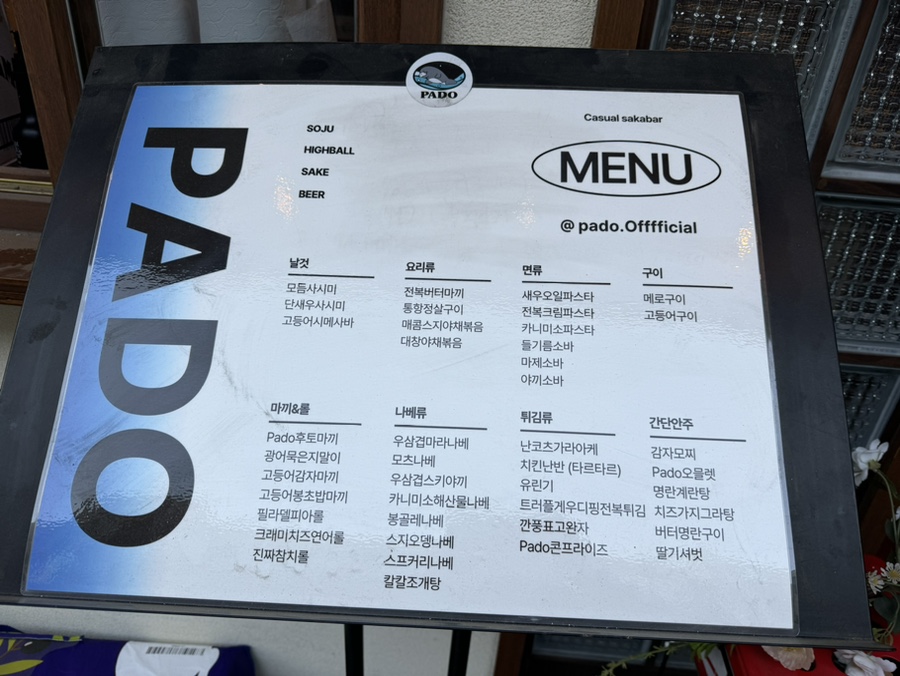 PADO
PADO
SOJU
HIGHBALL
SAKE
BEER
Casual sakabar
MENU
@ pado.Offfficial
날것
모듬사시미
단새우사시미
고등어시메사바
요리류
전복버터마끼
통항정살구이
매콤스지야채볶음
대창야채볶음
면류
새우오일파스타
전복크림파스타
카니미소파스타
들기름소바
마제소바
야끼소바
구이
메로구이
고등어구이
마끼&롤
Pado후토마끼
광어묵은지말이
고등어감자마끼
고등어봉초밥마끼
필라델피아롤
크래미치즈연어롤
진짜참치롤
나베류
우삼겹마라나베
모츠나베
우삼겹스키야끼
카니미소해산물나베
봉골레나베
스지오뎅나베
스프커리나베
칼칼조개탕
튀김류
난코츠가라아게
치킨난반 (타르타르)
유린기
트러플게우디핑전복튀김
깐풍표고완자
Pado콘프라이즈
간단안주
감자모찌
Pado오믈렛
명란계란탕
치즈가지그라탕
버터명란구이
딸기셔벗